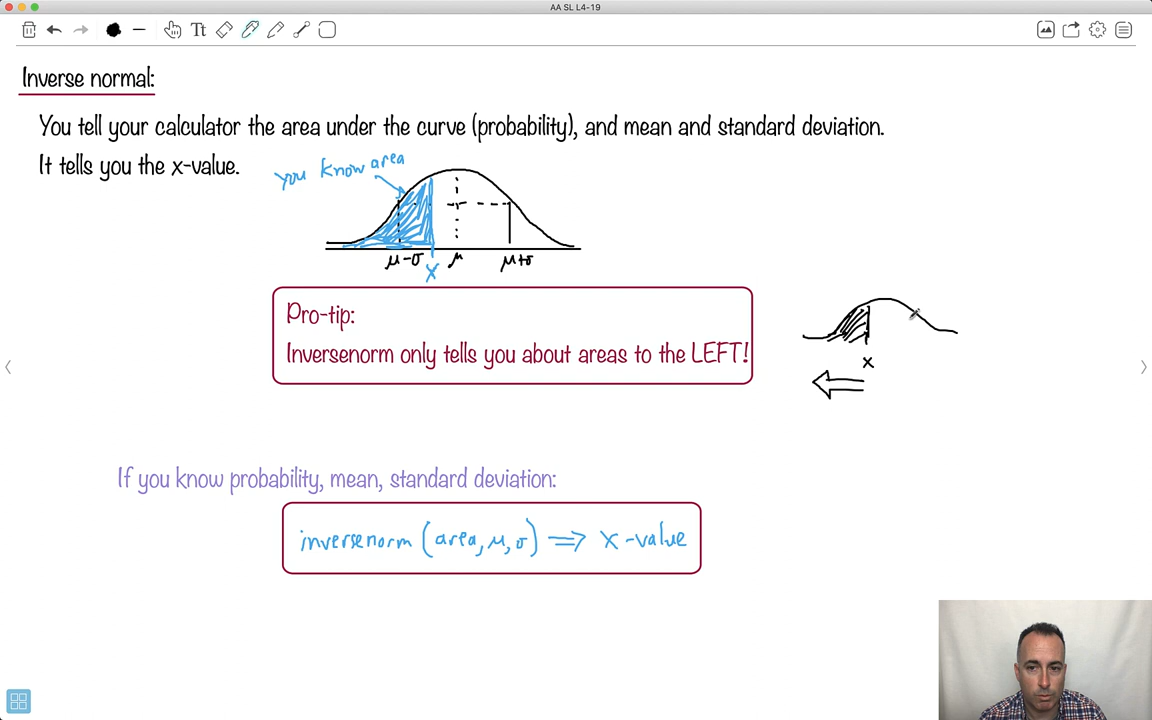 AA SL L4-19
Tt
Inverse normal:
You tell your calculator the area under the curve (probability), and mean and standard deviation.
It tells you the x-value.
you know area
μ-σ
x
μ
μ+σ
Pro-tip:
Inversenorm only tells you about areas to the LEFT!
x
If you know probability, mean, standard deviation:
inversenorm (area, μ, σ) ⇒ x-value